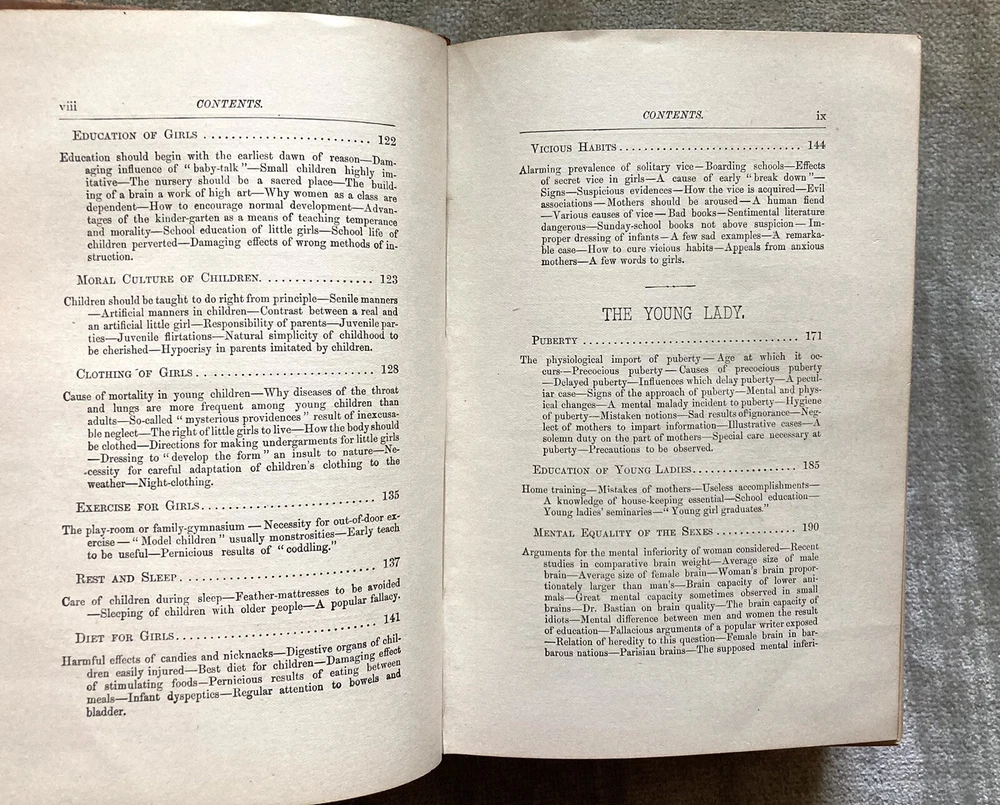 viii
CONTENTS.
EDUCATION OF GIRLS .............................. 122
Education should begin with the earliest dawn of reason—Dam-
aging influence of "baby-talk"—Small children highly im-
itative—The nursery should be a sacred place—The build-
ing of a brain a work of high art—Why women as a class are
dependent—How to encourage normal development—Advan-
tages of the kinder-garten as a means of teaching temperance
and morality—School education of little girls—School life of
children perverted—Damaging effects of wrong methods of in-
struction.
MORAL CULTURE OF CHILDREN. ................ 123
Children should be taught to do right from principle—Senile manners
—Artificial manners in children—Contrast between a real and
an artificial little girl—Responsibility of parents—Juvenile par-
ties—Juvenile flirtations—Natural simplicity of childhood to
be cherished—Hypocrisy in parents imitated by children.
CLOTHING OF GIRLS .............................. 128
Cause of mortality in young children—Why diseases of the throat
and lungs are more frequent among young children than
adults—So-called "mysterious providences" result of inexcusa-
ble neglect—The right of little girls to live—How the body should
be clothed—Directions for making undergarments for little girls
—Dressing to "develop the form" an insult to nature—Ne-
cessity for careful adaptation of children's clothing to the
weather—Night-clothing.
EXERCISE FOR GIRLS.............................. 135
The play-room or family-gymnasium — Necessity for out-of-door ex-
ercise — "Model children" usually monstrosities—Early teach
to be useful—Pernicious results of "coddling."
REST AND SLEEP................................. 137
Care of children during sleep—Feather-mattresses to be avoided
—Sleeping of children with older people—A popular fallacy.
DIET FOR GIRLS................................. 141
Harmful effects of candies and nicknacks—Digestive organs of chil-
dren easily injured—Best diet for children—Damaging effect
of stimulating foods—Pernicious results of eating between
meals—Infant dyspeptics—Regular attention to bowels and
bladder.
CONTENTS.
ix
VICIOUS HABITS................................. 144
Alarming prevalence of solitary vice—Boarding schools—Effects
of secret vice in girls—A cause of early "break down"—
Signs—Suspicious evidences—How the vice is acquired—Evil
associations—Mothers should be aroused—A human fiend
—Various causes of vice—Bad books—Sentimental literature
dangerous—Sunday-school books not above suspicion—Im-
proper dressing of infants—A few sad examples—A remarka-
ble case—How to cure vicious habits—Appeals from anxious
mothers—A few words to girls.
THE YOUNG LADY.
PUBERTY ....................................... 171
The physiological import of puberty—Age at which it oc-
curs—Precocious puberty—Causes of precocious puberty
—Delayed puberty—Influences which delay puberty—A pecul-
iar case—Signs of the approach of puberty—Mental and phys-
ical changes—A mental malady incident to puberty—Hygiene
of puberty—Mistaken notions—Sad results of ignorance—Neg-
lect of mothers to impart information—Illustrative cases—A
solemn duty on the part of mothers—Special care necessary at
puberty—Precautions to be observed.
EDUCATION OF YOUNG LADIES.................. 185
Home training—Mistakes of mothers—Useless accomplishments—
A knowledge of house-keeping essential—School education—
Young ladies' seminaries—"Young girl graduates."
MENTAL EQUALITY OF THE SEXES .............. 190
Arguments for the mental inferiority of woman considered—Recent
studies in comparative brain weight—Average size of male
brain—Average size of female brain—Woman's brain propor-
tionately larger than man's—Brain capacity of lower ani-
mals—Great mental capacity sometimes observed in small
brains—Dr. Bastian on brain quality—The brain capacity of
idiots—Mental difference between men and women the result
of education—Fallacious arguments of a popular writer exposed
—Relation of heredity to this question—Female brain in bar-
barous nations—Parisian brains—The supposed mental inferi-